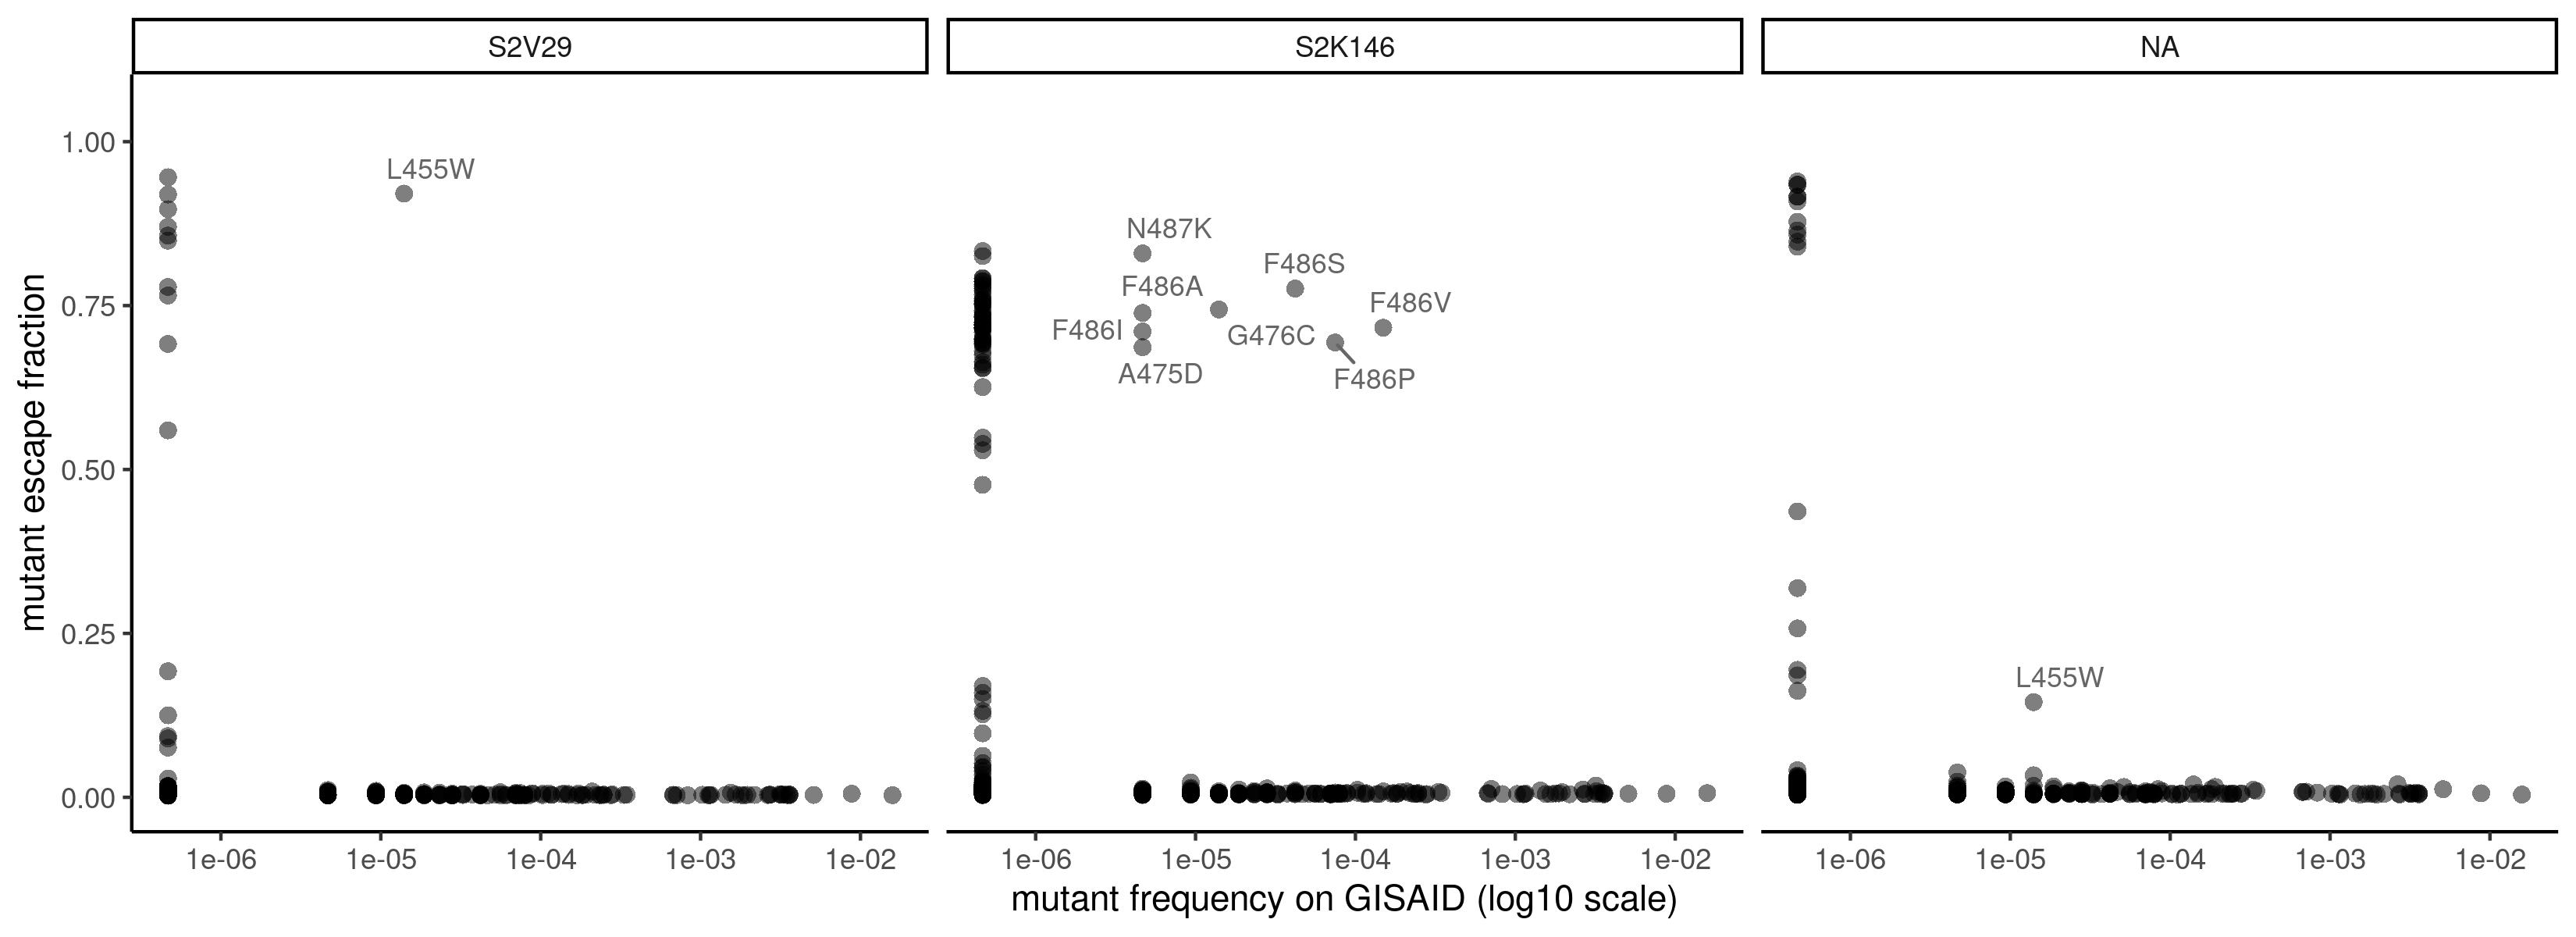 S2V29 S2K146 NA
mutant escape fraction
1.00
0.75
0.50
0.25
0.00
L455W
N487K
F486S
F486A
F486V
F486I
G476C
A475D
F486P
L455W
1e-06 1e-05 1e-04 1e-03 1e-02 1e-06 1e-05 1e-04 1e-03 1e-02 1e-06 1e-05 1e-04 1e-03 1e-02
mutant frequency on GISAID (log10 scale)